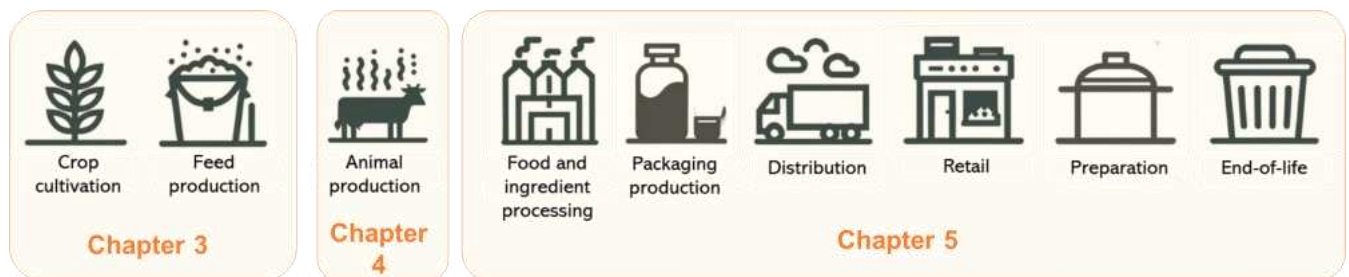 Crop
cultivation
Feed
production
Chapter 3
Animal
production
Chapter
4
Food and
ingredient
processing
Packaging
production
Distribution
Retail
Preparation
End-of-life
Chapter 5